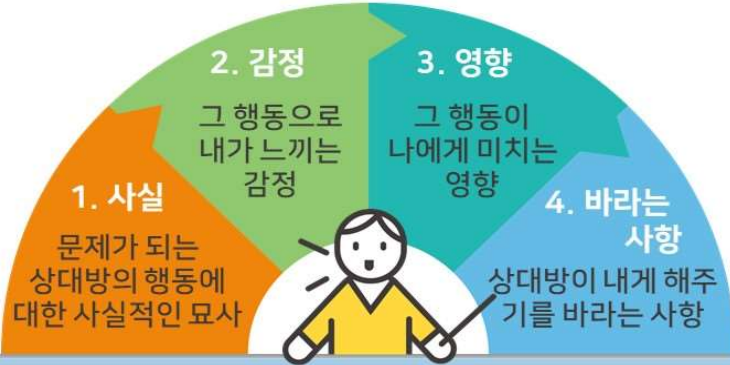 1. 사실
문제가 되는
상대방의 행동에
대한 사실적인 묘사
2. 감정
그 행동으로
내가 느끼는
감정
3. 영향
그 행동이
나에게 미치는
영향
4. 바라는
사항
상대방이 내게 해주
기를 바라는 사항